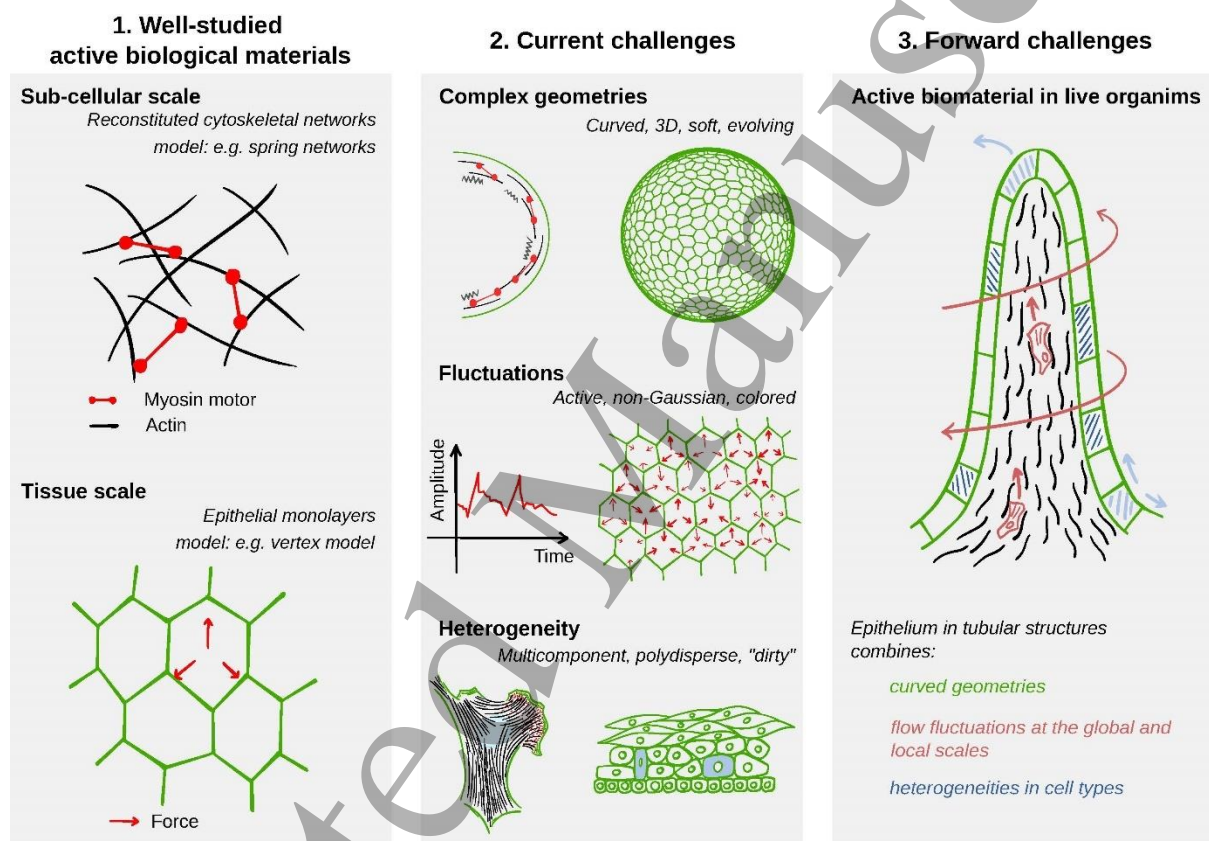 1. Well-studied
active biological materials
Sub-cellular scale
Reconstituted cytoskeletal networks
model: e.g. spring networks
Myosin motor
Actin
Tissue scale
Epithelial monolayers
model: e.g. vertex model
Force
2. Current challenges
Complex geometries
Curved, 3D, soft, evolving
Fluctuations
Active, non-Gaussian, colored
Amplitude
Time
Heterogeneity
Multicomponent, polydisperse, "dirty"
3. Forward challenges
Active biomaterial in live organims
Epithelium in tubular structures
combines:
curved geometries
flow fluctuations at the global and
local scales
heterogeneities in cell types
ted Manusc